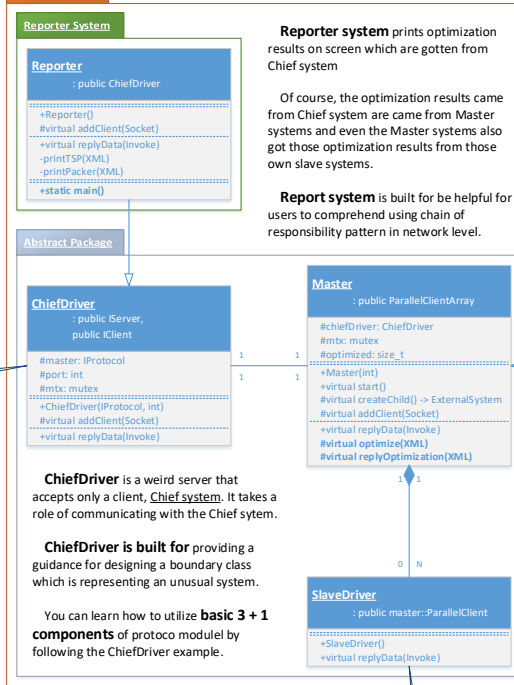 Reporter System
Reporter
: public ChiefDriver
+Reporter()
#virtual addClient(Socket)
+virtual replyData(Invoke)
-printTSP(XML)
-printPacker(XML)
+static main()
Reporter system prints optimization
results on screen which are gotten from
Chief system
Of course, the optimization results came
from Chief system are came from Master
systems and even the Master systems also
got those optimization results from those
own slave systems.
Report system is built for be helpful for
users to comprehend using chain of
responsibility pattern in network level.
Abstract Package
ChiefDriver
: public IServer,
public IClient
#master: IProtocol
#port: int
#mtx: mutex
+ChiefDriver(IProtocol, int)
#virtual addClient(Socket)
+virtual replyData(Invoke)
1 1
1 1
Master
: public ParallelClientArray
#chiefDriver: ChiefDriver
#mtx: mutex
#optimized: size_t
+Master(int)
+virtual start()
#virtual createChild() -> ExternalSystem
#virtual addClient(Socket)
+virtual replyData(Invoke)
#virtual optimize(XML)
#virtual replyOptimization(XML)
ChiefDriver is a weird server that
accepts only a client, Chief system. It takes a
role of communicating with the Chief sytem.
ChiefDriver is built for providing a
guidance for designing a boundary class
which is representing an unusual system.
You can learn how to utilize basic 3 + 1
components of protoco modulel by
following the ChiefDriver example.
1 1
0 N
SlaveDriver
: public master::ParallelClient
+SlaveDriver()
+virtual replyData(Invoke)